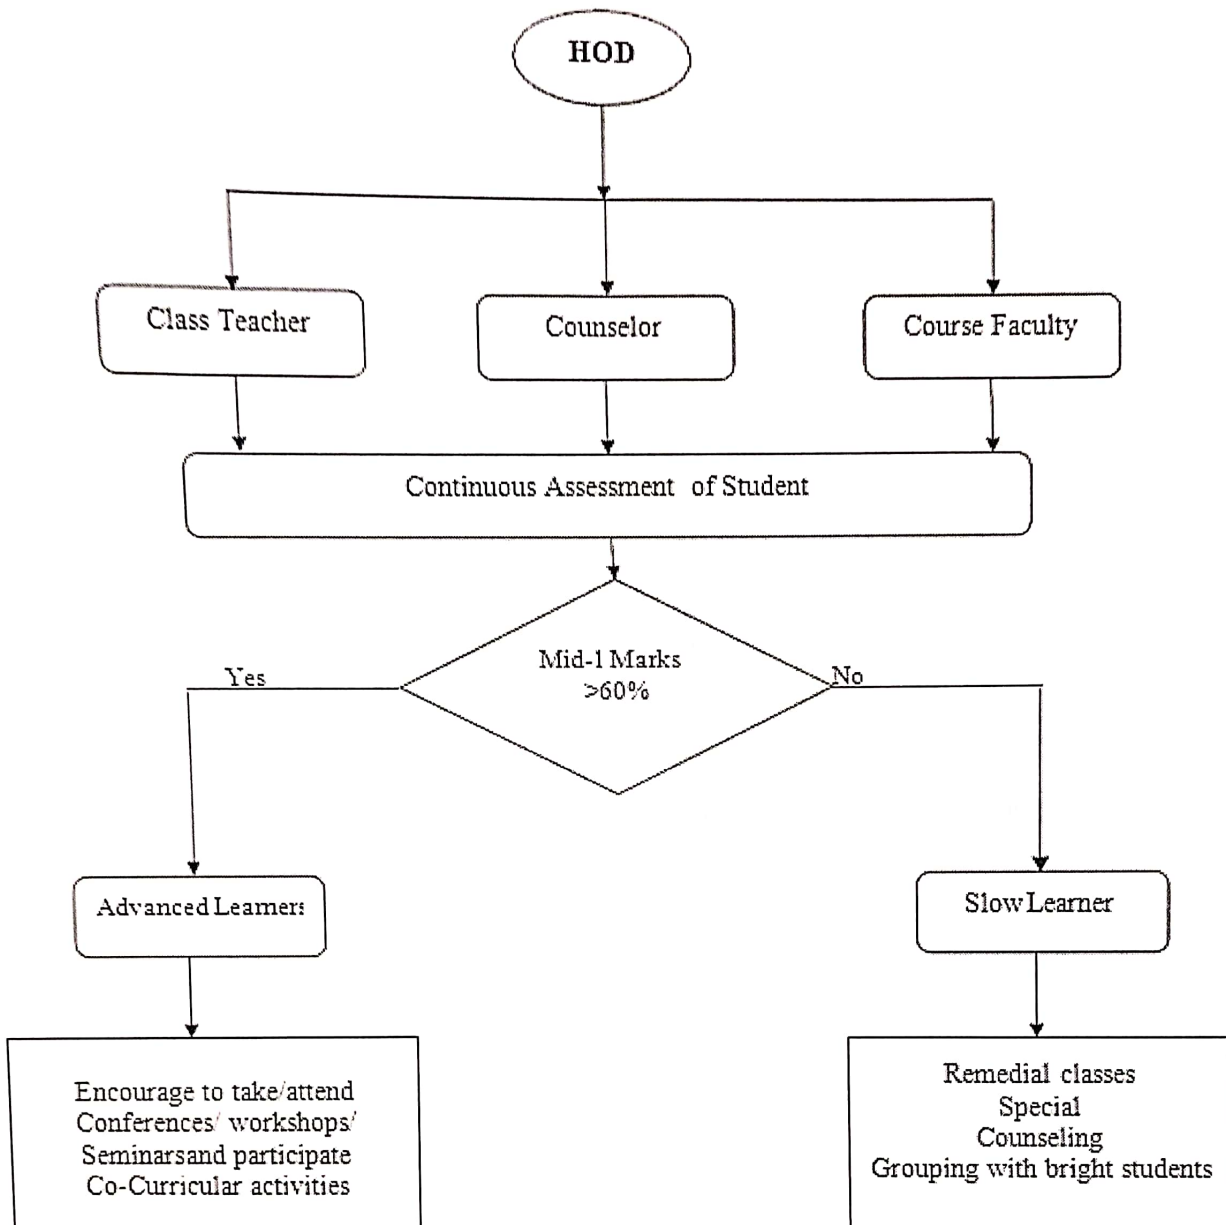 HOD
Class Teacher
Counselor
Course Faculty
Continuous Assessment of Student
Mid-1 Marks
>60%
Yes
No
Advanced Learners
Slow Learner
Encourage to take/attend
Conferences/ workshops/
Seminarsand participate
Co-Curricular activities
Remedial classes
Special
Counseling
Grouping with bright students